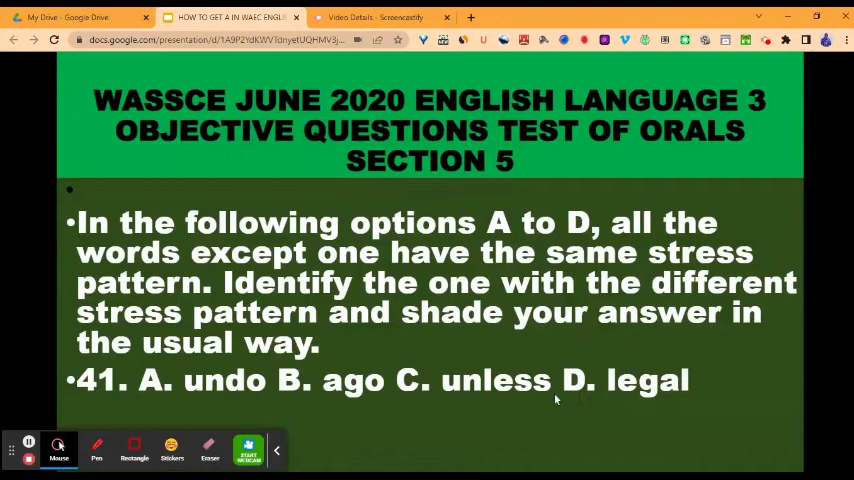 My Drive - Google Drive
HOW TO GET A IN WAEC ENGLIS
Video Details - Screencastify
docs.google.com/presentation/d/1A9P2YdKWVTdnyetUQHMV3j...
WASSCE JUNE 2020 ENGLISH LANGUAGE 3
OBJECTIVE QUESTIONS TEST OF ORALS
SECTION 5
•In the following options A to D, all the
words except one have the same stress
pattern. Identify the one with the different
stress pattern and shade your answer in
the usual way.
•41. A. undo B. ago C. unless D. legal
Mouse
Pen
Rectangle
Stickers
Eraser
START
WEBCAM